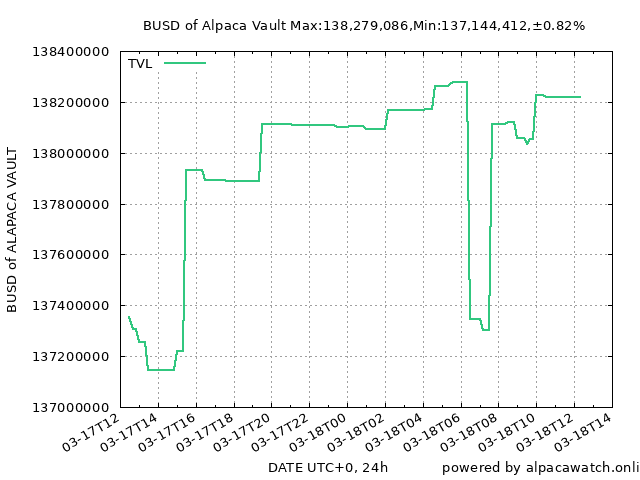 BUSD of Alpaca Vault Max:138,279,086,Min:137,144,412,±0.82%
TVL
138400000
138200000
138000000
137800000
137600000
137400000
137200000
137000000
BUSD of ALAPACA VAULT
03-17T12
03-17T14
03-17T16
03-17T18
03-17T20
03-17T22
03-18T00
03-18T02
03-18T04
03-18T06
03-18T08
03-18T10
03-18T12
03-18T14
DATE UTC+0, 24h
powered by alpacawatch.onli